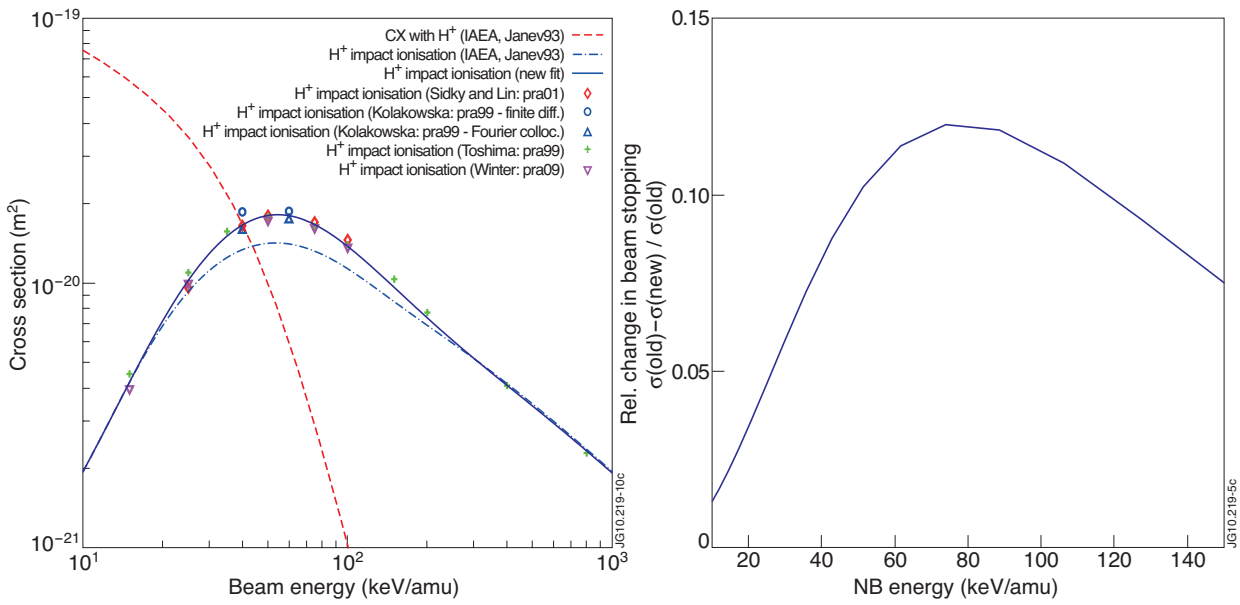 10⁻¹⁹
10⁻²⁰
10⁻²¹
Cross section (m²)
CX with H⁺ (IAEA, Janev93)
H⁺ impact ionisation (IAEA, Janev93)
H⁺ impact ionisation (new fit)
H⁺ impact ionisation (Sidky and Lin: pra01)
H⁺ impact ionisation (Kolakowska: pra99 - finite diff.)
H⁺ impact ionisation (Kolakowska: pra99 - Fourier colloc.)
H⁺ impact ionisation (Toshima: pra99)
H⁺ impact ionisation (Winter: pra09)
10¹ 10² 10³
Beam energy (keV/amu)
JG10.219-10c
0.15
0.10
0.05
0
Rel. change in beam stopping
σ(old)–σ(new) / σ(old)
20 40 60 80 100 120 140
NB energy (keV/amu)
JG10.219-5c